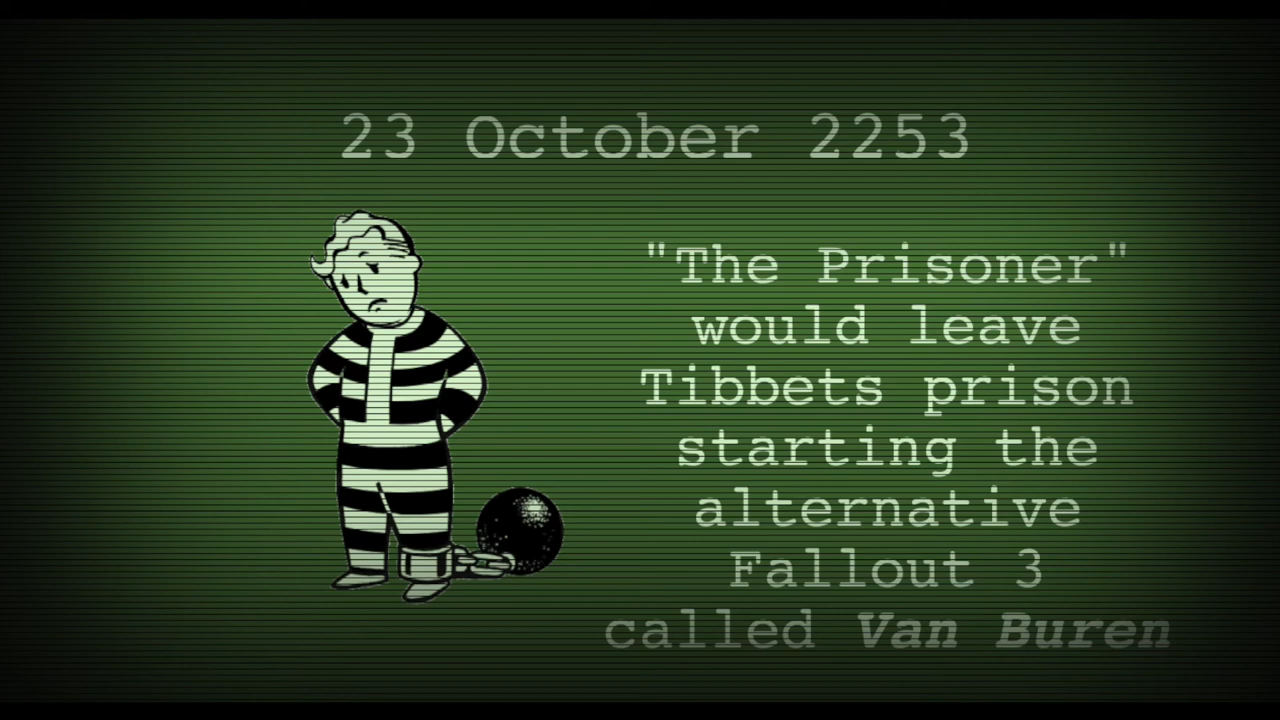 23 October 2253
"The Prisoner"
would leave
Tibbets prison
starting the
alternative
Fallout 3
called Van Buren